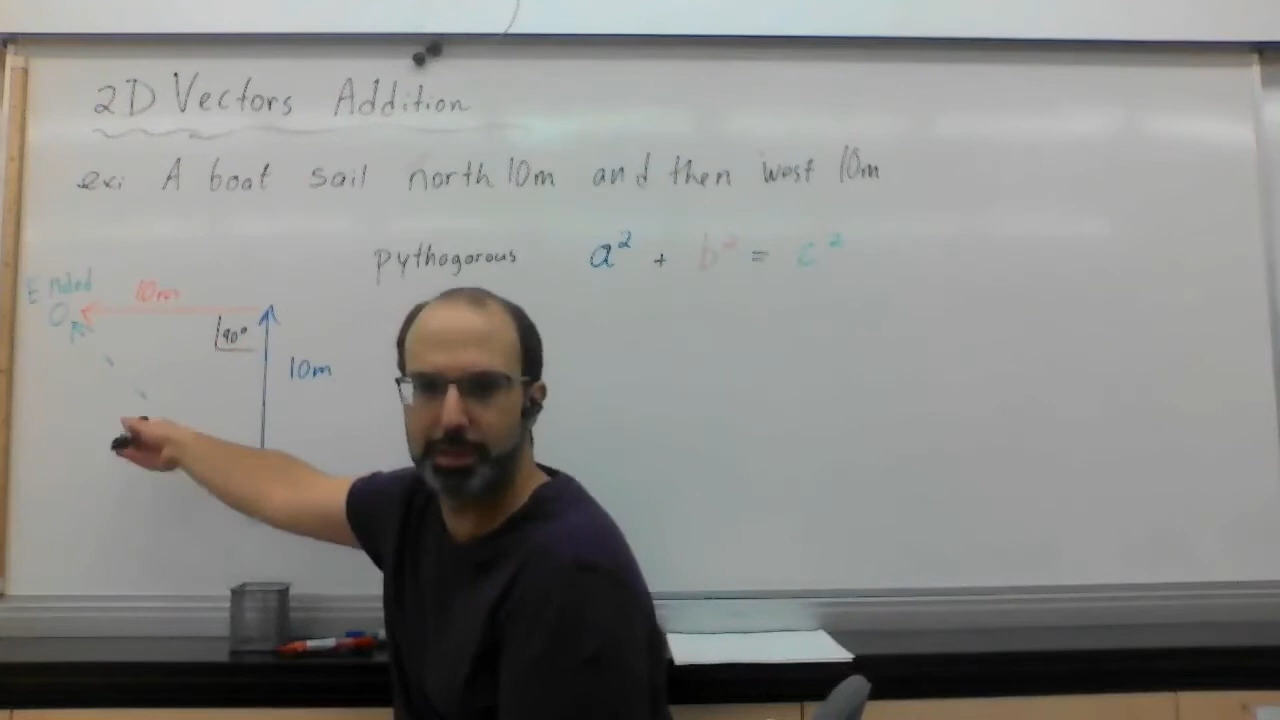 2D Vectors Addition
ex: A boat sail north 10m and then west 10m
pythogorous a² + b² = c²
Ended
10m
90°
10m